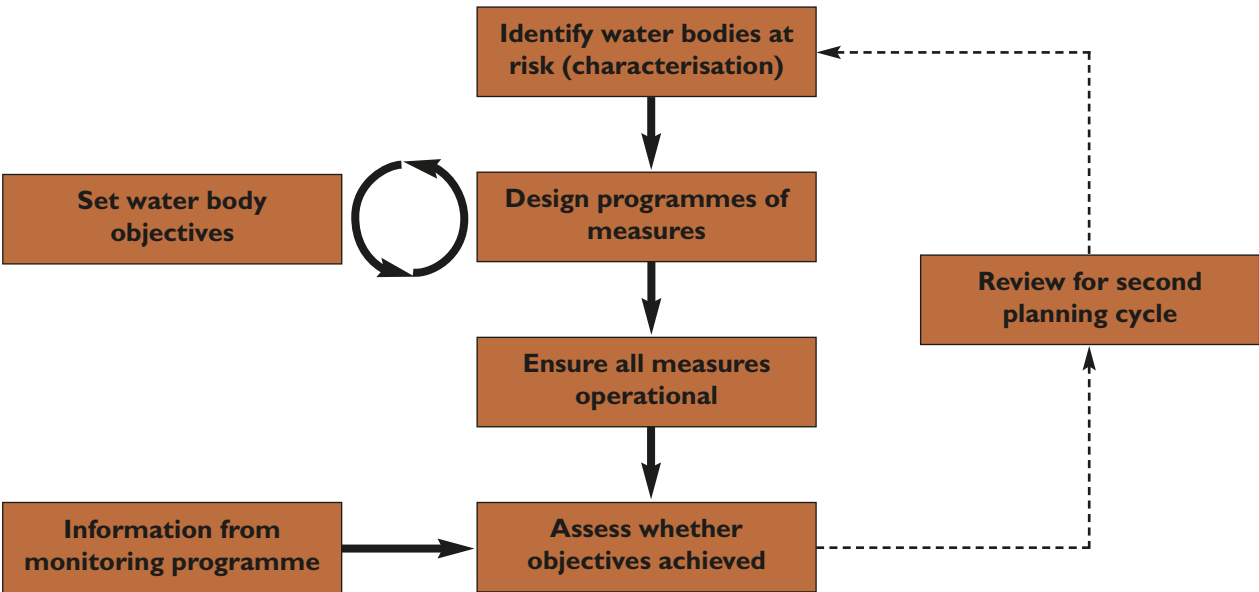 Identify water bodies at
risk (characterisation)
Set water body
objectives
Design programmes of
measures
Review for second
planning cycle
Ensure all measures
operational
Information from
monitoring programme
Assess whether
objectives achieved